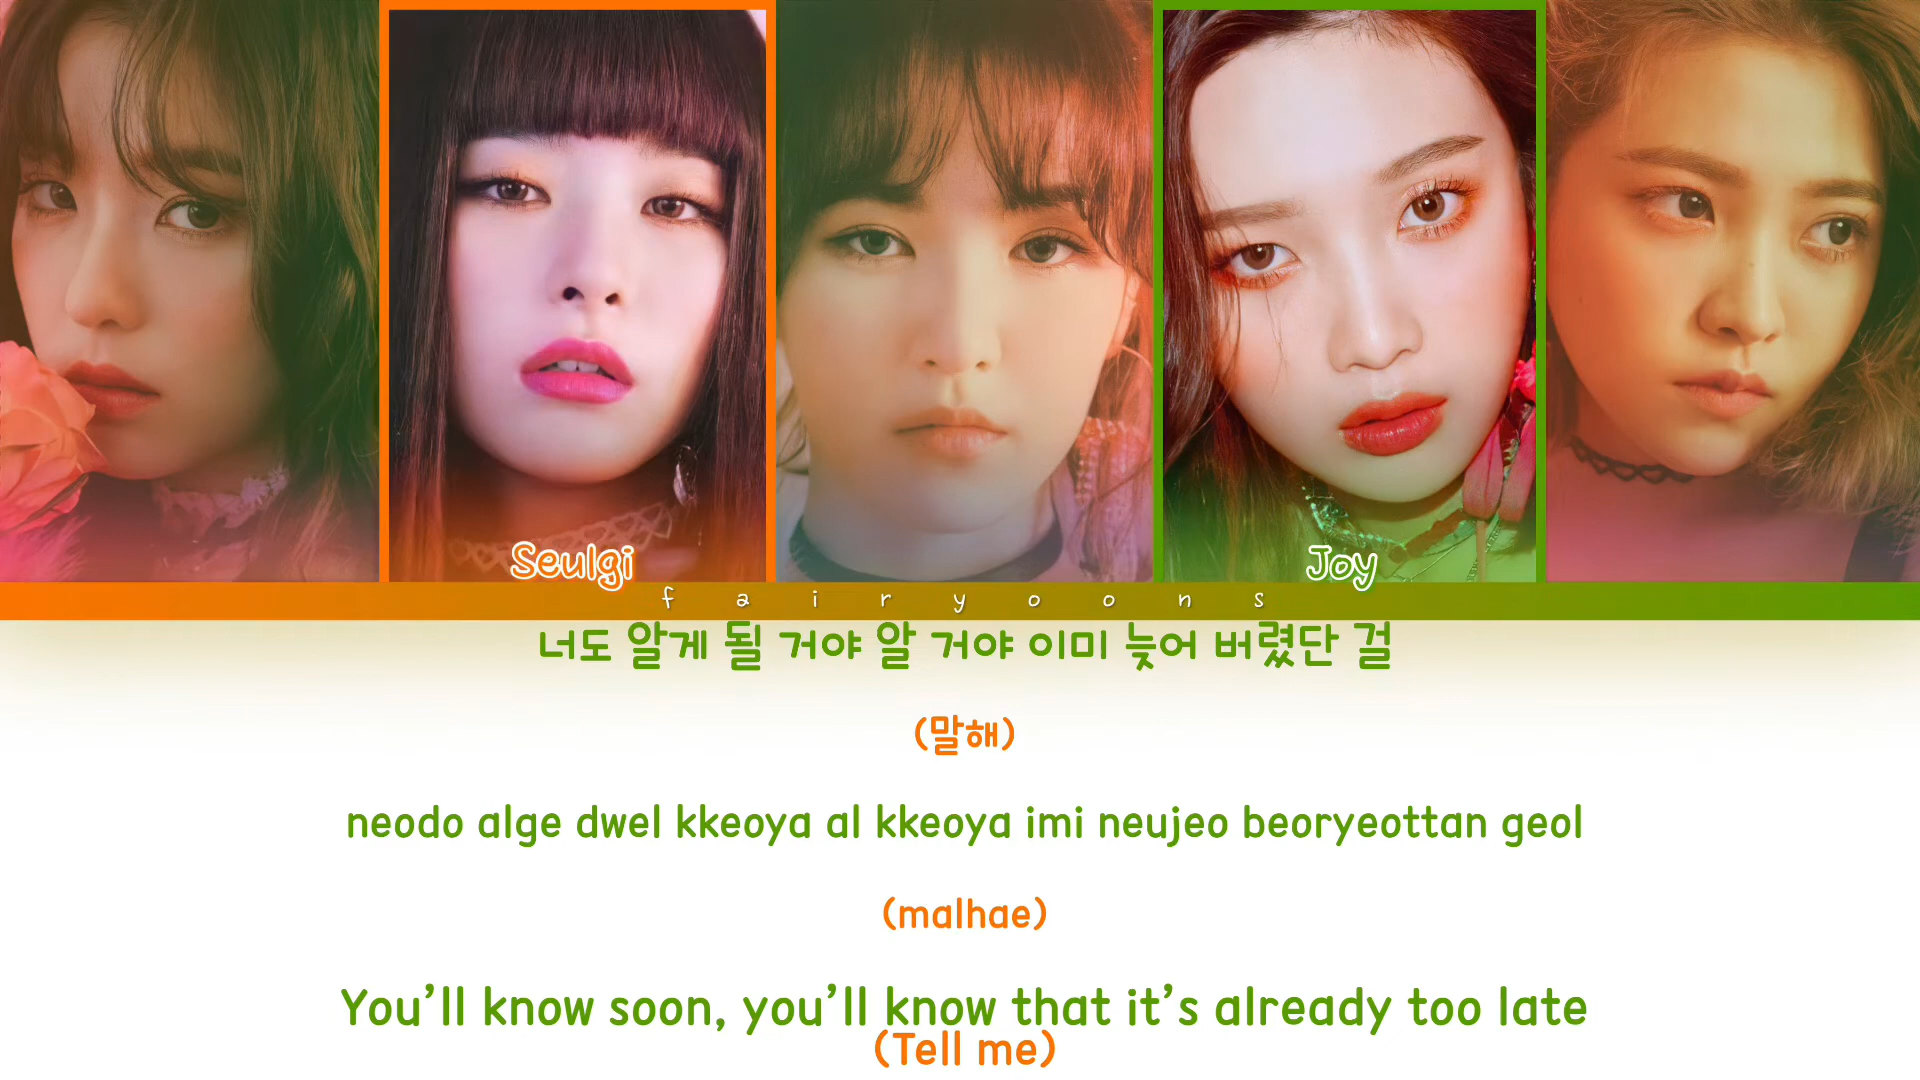 Seulgi
Joy
fairyoons
너도 알게 될 거야 알 거야 이미 늦어 버렸단 걸
(말해)
neodo alge dwel kkeoya al kkeoya imi neujeo beoryeottan geol
(malhae)
You’ll know soon, you’ll know that it’s already too late
(Tell me)